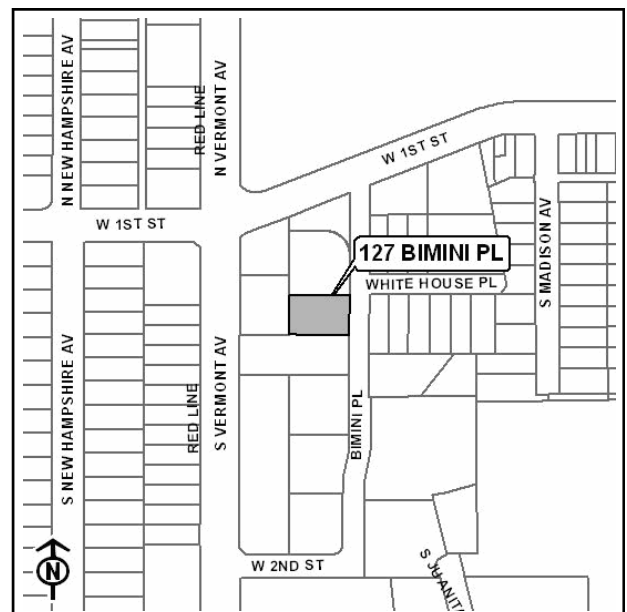 N NEW HAMPSHIRE AV
RED LINE
N VERMONT AV
W 1ST ST
W 1ST ST
127 BIMINI PL
WHITE HOUSE PL
S MADISON AV
S NEW HAMPSHIRE AV
RED LINE
S VERMONT AV
BIMINI PL
W 2ND ST
S JUANITA
N